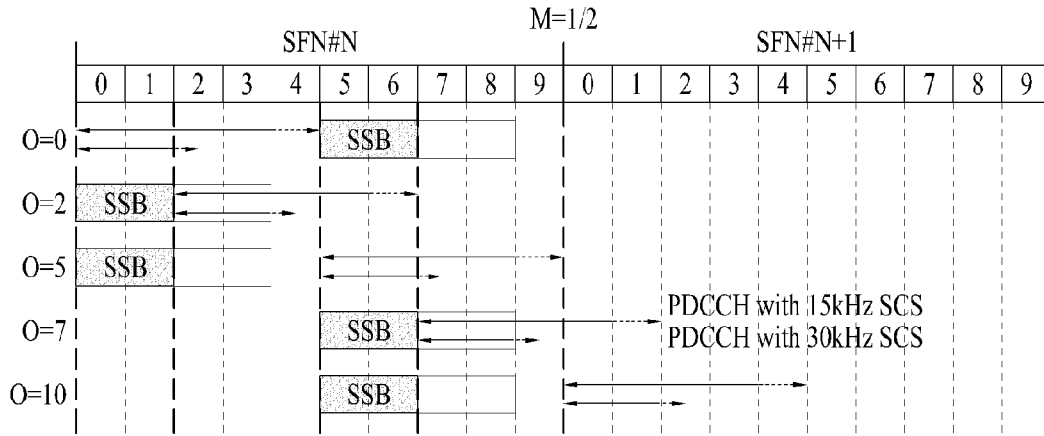 M=1/2
SFN#N SFN#N+1
0 1 2 3 4 5 6 7 8 9 0 1 2 3 4 5 6 7 8 9
O=0 SSB
O=2 SSB
O=5 SSB
PDCCH with 15kHz SCS
O=7 SSB PDCCH with 30kHz SCS
O=10 SSB